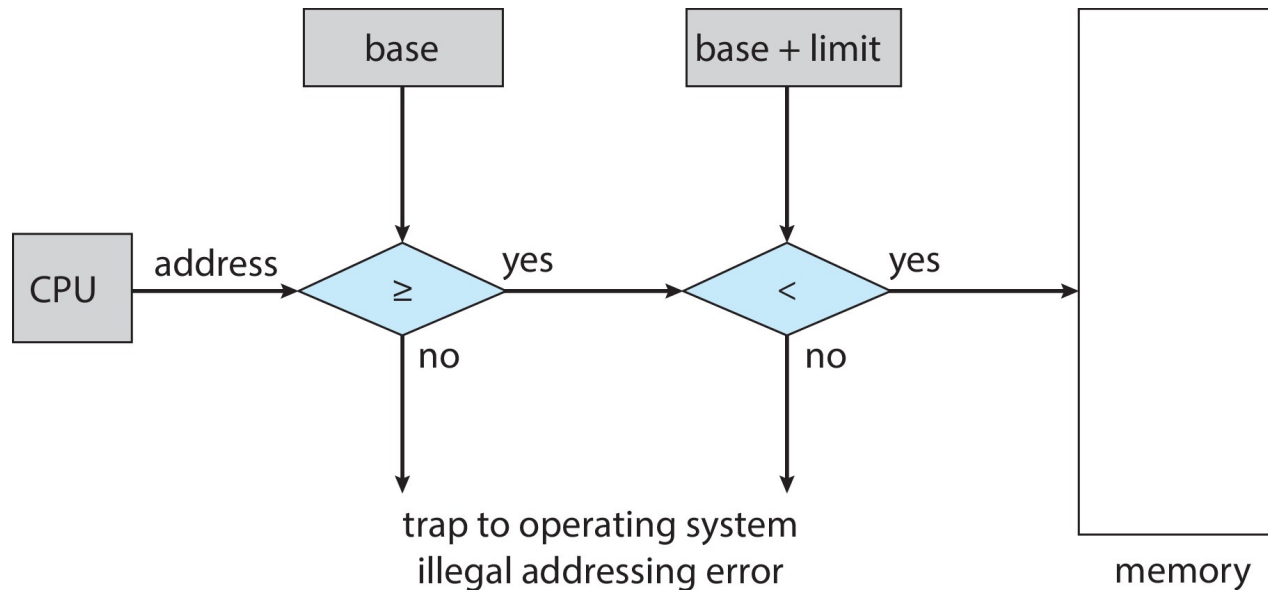 base
base + limit
CPU
address
≥
yes
<
yes
no
no
trap to operating system
illegal addressing error
memory